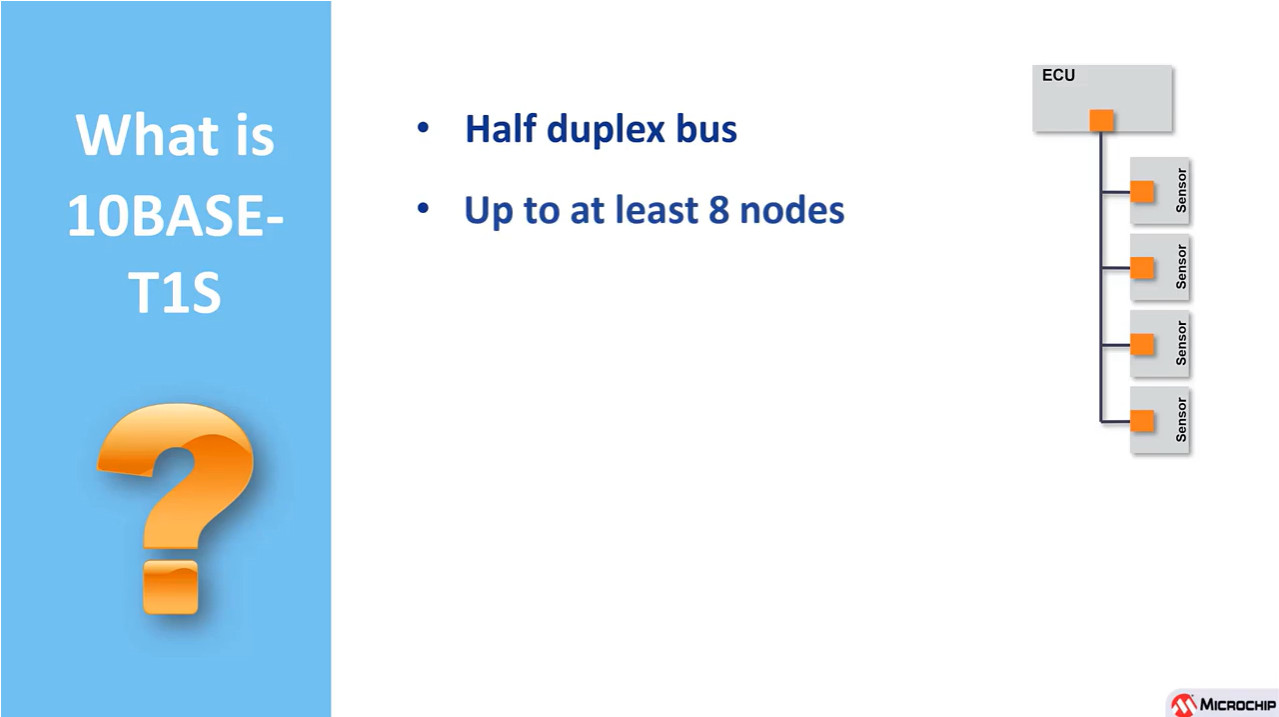 What is
10BASE-
T1S
• Half duplex bus
• Up to at least 8 nodes
ECU
Sensor
Sensor
Sensor
Sensor
MICROCHIP